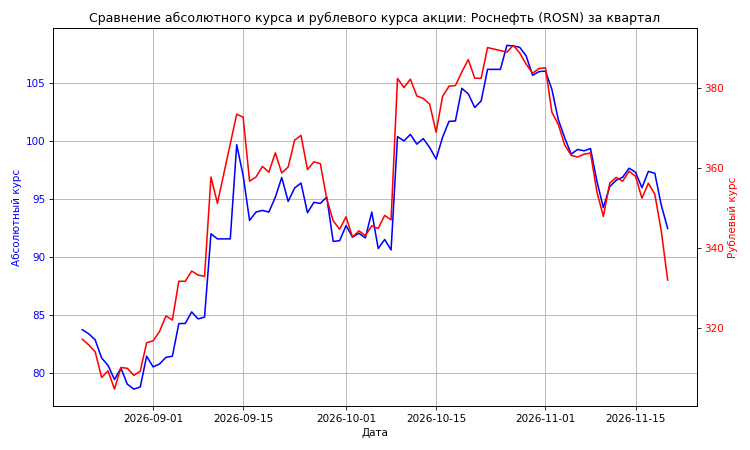 Сравнение абсолютного курса и рублевого курса акции: Роснефть (ROSN) за квартал
Абсолютный курс
105
100
95
90
85
80
380
360
340
320
Рублевый курс
2026-09-01 2026-09-15 2026-10-01 2026-10-15 2026-11-01 2026-11-15
Дата